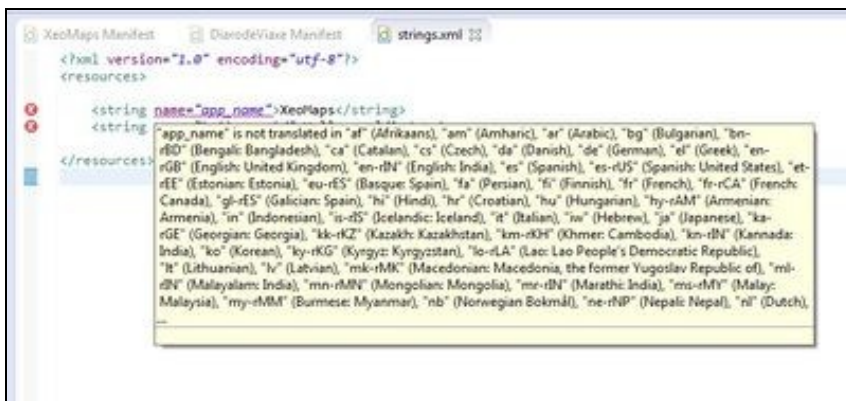 XeoMaps Manifest
DiarodeViaxe Manifest
strings.xml
<?xml version="1.0" encoding="utf-8"?>
<resources>
<string name="app_name">XeoMaps</string>
<string
</resources>
"app_name" is not translated in "af" (Afrikaans), "am" (Amharic), "ar" (Arabic), "bg" (Bulgarian), "bn-
rBD" (Bengali: Bangladesh), "ca" (Catalan), "cs" (Czech), "da" (Danish), "de" (German), "el" (Greek), "en-
rGB" (English: United Kingdom), "en-rIN" (English: India), "es" (Spanish), "es-rUS" (Spanish: United States), "et-
rEE" (Estonian: Estonia), "eu-rES" (Basque: Spain), "fa" (Persian), "fi" (Finnish), "fr" (French), "fr-rCA" (French:
Canada), "gl-rES" (Galician: Spain), "hi" (Hindi), "hr" (Croatian), "hu" (Hungarian), "hy-rAM" (Armenian:
Armenia), "in" (Indonesian), "is-rIS" (Icelandic: Iceland), "it" (Italian), "iw" (Hebrew), "ja" (Japanese), "ka-
rGE" (Georgian: Georgia), "kk-rKZ" (Kazakh: Kazakhstan), "km-rKH" (Khmer: Cambodia), "kn-rIN" (Kannada:
India), "ko" (Korean), "ky-rKG" (Kyrgyz: Kyrgyzstan), "lo-rLA" (Lao: Lao People's Democratic Republic),
"lt" (Lithuanian), "lv" (Latvian), "mk-rMK" (Macedonian: Macedonia, the former Yugoslav Republic of), "ml-
rIN" (Malayalam: India), "mn-rMN" (Mongolian: Mongolia), "mr-rIN" (Marathi: India), "ms-rMY" (Malay:
Malaysia), "my-rMM" (Burmese: Myanmar), "nb" (Norwegian Bokmål), "ne-rNP" (Nepali: Nepal), "nl" (Dutch),
...